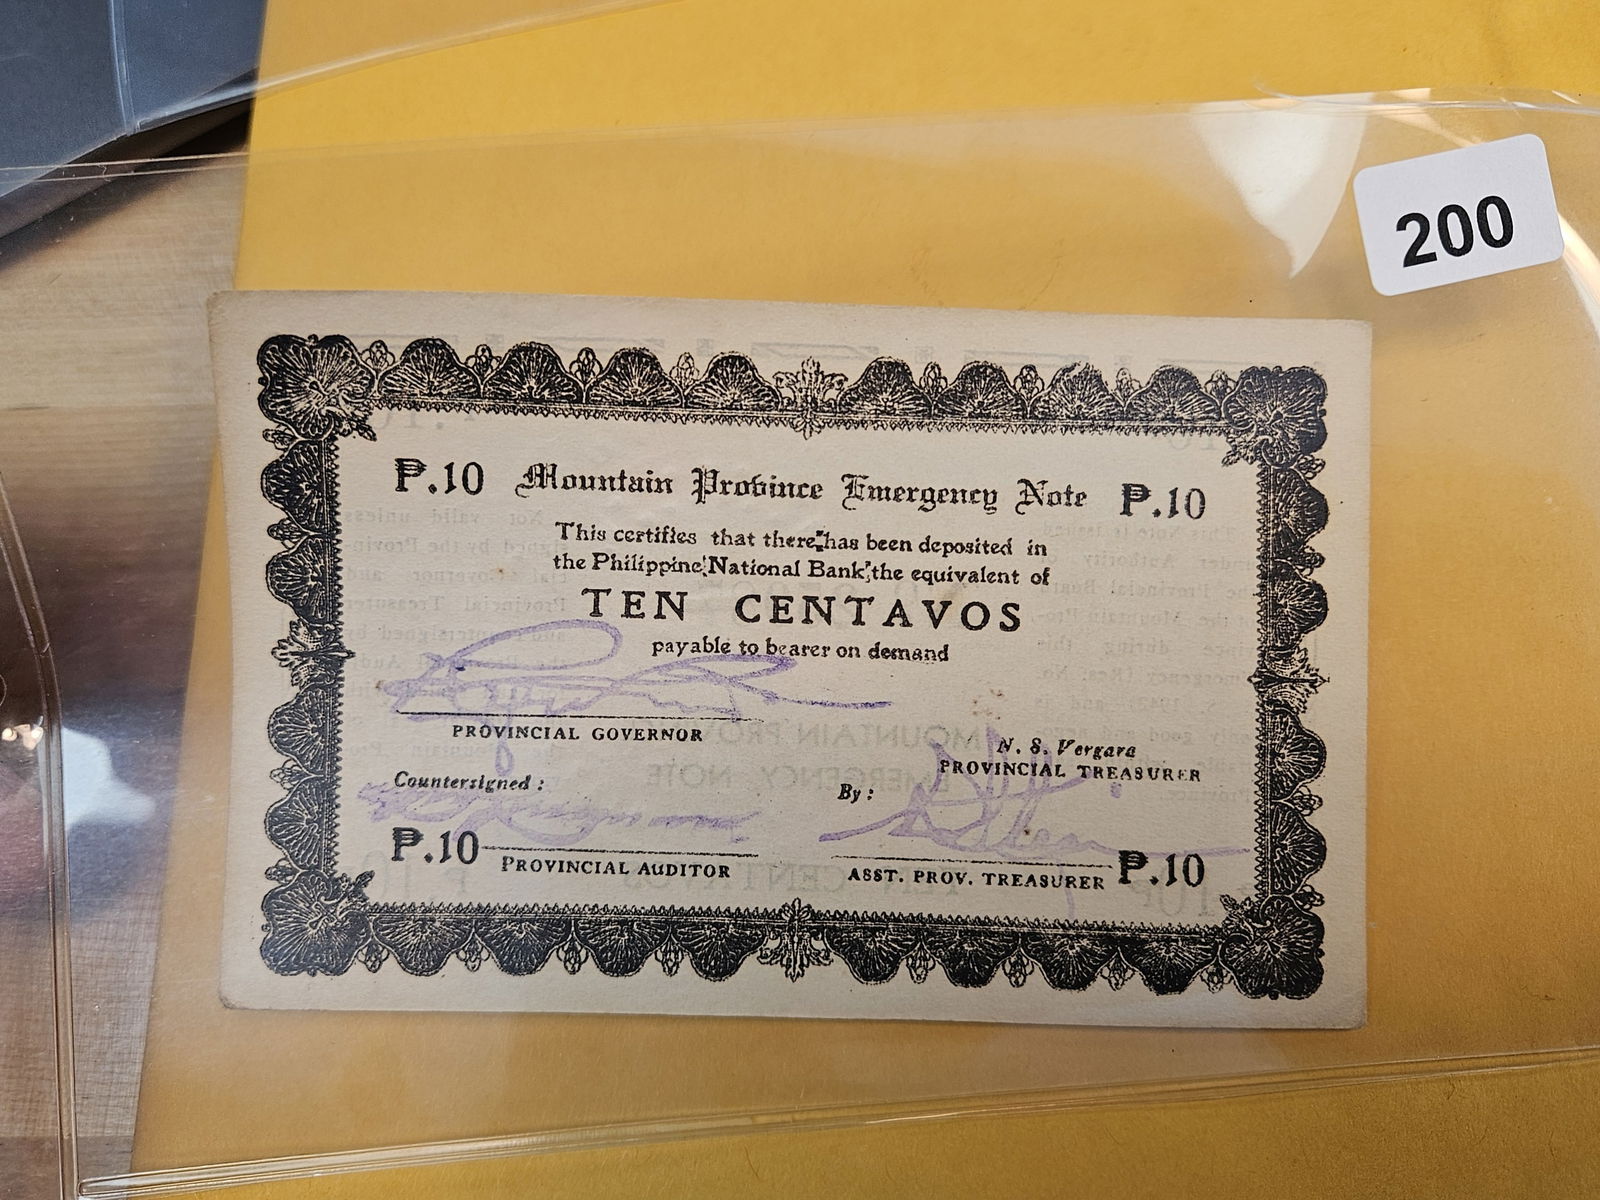 200
₱.10 Mountain Province Emergency Note ₱.10
This certifies that there has been deposited in
the Philippine National Bank the equivalent of
TEN CENTAVOS
payable to bearer on demand
PROVINCIAL GOVERNOR
N. S. Vergara
PROVINCIAL TREASURER
Countersigned :
By :
₱.10 PROVINCIAL AUDITOR
ASST. PROV. TREASURER ₱.10